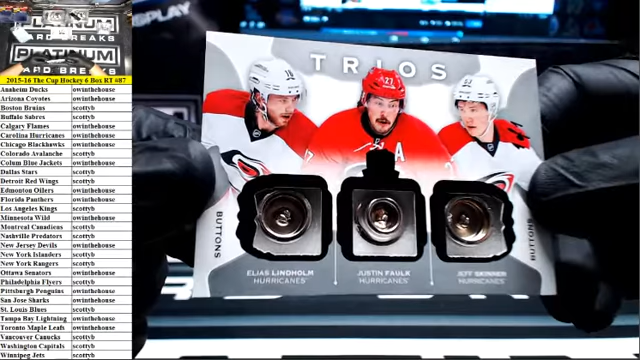 PLATINUM
CARD BREAKS
2015-16 The Cup Hockey 6 Box RT #87
Anaheim Ducks owinthehouse
Arizona Coyotes owinthehouse
Boston Bruins scottyb
Buffalo Sabres scottyb
Calgary Flames owinthehouse
Carolina Hurricanes owinthehouse
Chicago Blackhawks owinthehouse
Colorado Avalanche scottyb
Colum Blue Jackets owinthehouse
Dallas Stars scottyb
Detroit Red Wings scottyb
Edmonton Oilers owinthehouse
Florida Panthers owinthehouse
Los Angeles Kings scottyb
Minnesota Wild owinthehouse
Montreal Canadiens scottyb
Nashville Predators scottyb
New Jersey Devils owinthehouse
New York Islanders scottyb
New York Rangers scottyb
Ottawa Senators owinthehouse
Philadelphia Flyers scottyb
Pittsburgh Penguins owinthehouse
San Jose Sharks owinthehouse
St. Louis Blues scottyb
Tampa Bay Lightning owinthehouse
Toronto Maple Leafs owinthehouse
Vancouver Canucks scottyb
Washington Capitals scottyb
Winnipeg Jets scottyb
TRIOS
27
A
BUTTONS
BUTTONS
ELIAS LINDHOLM
HURRICANES
JUSTIN FAULK
HURRICANES
JEFF SKINNER
HURRICANES